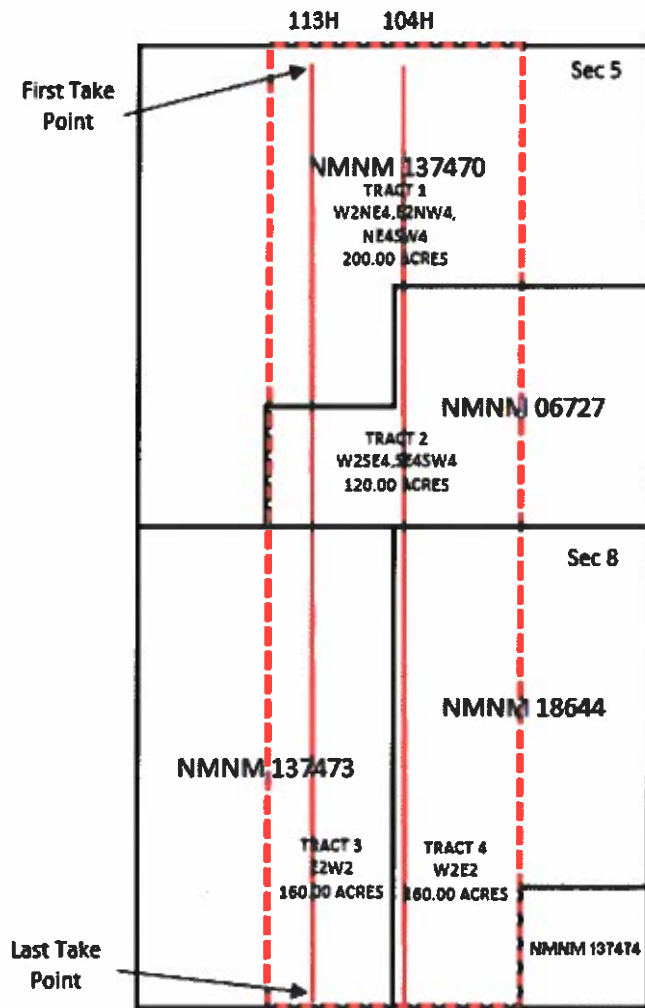 113H 104H
Sec 5
First Take
Point
NMNM 137470
TRACT 1
W2NE4,E2NW4,
NE4SW4
200.00 ACRES
NMNM 06727
TRACT 2
W2SE4,SE4SW4
120.00 ACRES
Sec 8
NMNM 18644
NMNM 137473
TRACT 3
E2W2
160.00 ACRES
TRACT 4
W2E2
160.00 ACRES
NMNM 137474
Last Take
Point